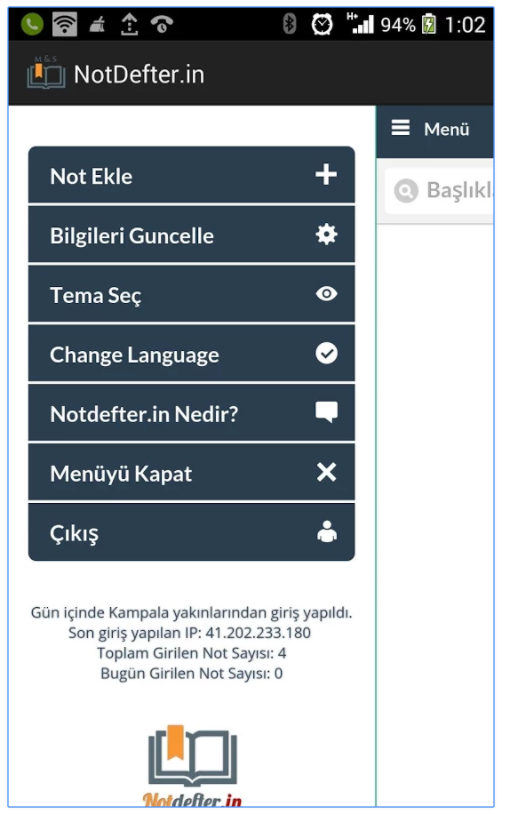 H+ 94% 1:02
M & S
NotDefter.in
Menü
Not Ekle
Bilgileri Guncelle
Tema Seç
Change Language
Notdefter.in Nedir?
Menüyü Kapat
Çıkış
Gün içinde Kampala yakınlarından giriş yapıldı.
Son giriş yapılan IP: 41.202.233.180
Toplam Girilen Not Sayısı: 4
Bugün Girilen Not Sayısı: 0
Notdefter.in